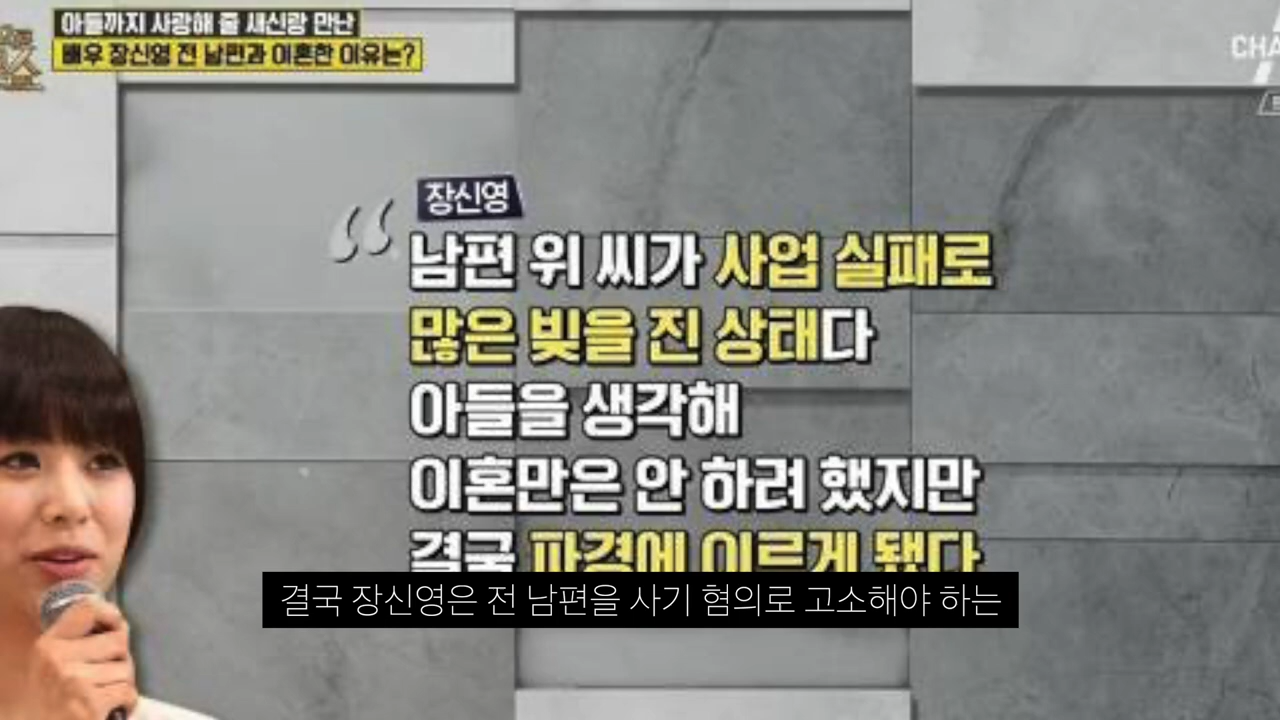 아들까지 사랑해 줄 새신랑 만난
배우 장신영 전 남편과 이혼한 이유는?
CHA
장신영
“
남편 위 씨가 사업 실패로
많은 빚을 진 상태다
아들을 생각해
이혼만은 안 하려 했지만
결국 파경에 이르게 됐다
결국 장신영은 전 남편을 사기 혐의로 고소해야 하는